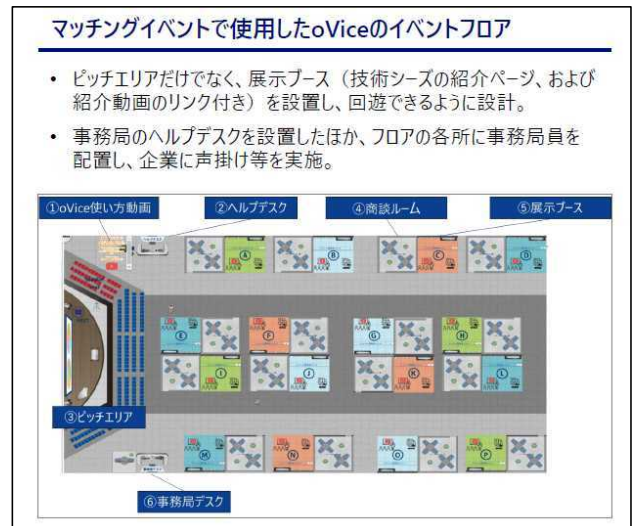 マッチングイベントで使用したoViceのイベントフロア
• ピッチエリアだけでなく、展示ブース（技術シーズの紹介ページ、および
紹介動画のリンク付き）を設置し、回遊できるように設計。
• 事務局のヘルプデスクを設置したほか、フロアの各所に事務局員を
配置し、企業に声掛け等を実施。
①oVice使い方動画
②ヘルプデスク
④商談ルーム
⑤展示ブース
A
B
C
D
E
F
G
H
I
J
K
L
③ピッチエリア
M
N
O
P
⑥事務局デスク